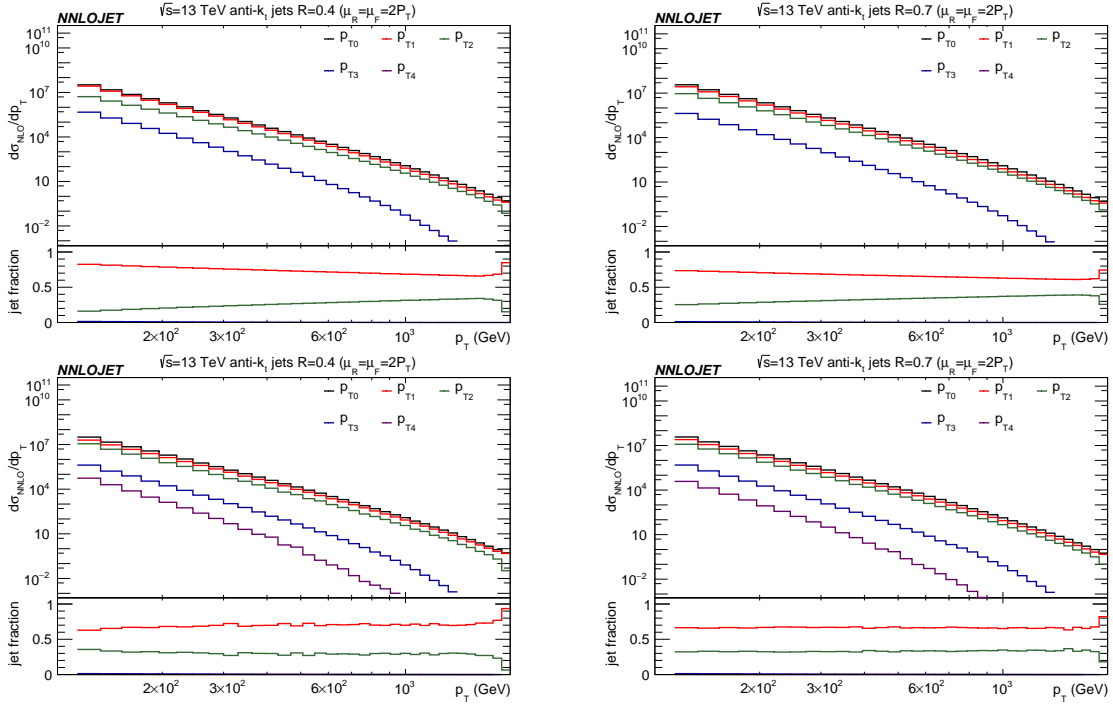 NNLOJET √s=13 TeV anti-kt jets R=0.4 (μR=μF=2PT)
10^11
10^10
pT0 pT1 pT2
pT3 pT4
10^7
10^4
10
10^−2
dσNLO/dpT
1
0.5
0
jet fraction
2×10^2 3×10^2 6×10^2 10^3
pT (GeV)
NNLOJET √s=13 TeV anti-kt jets R=0.7 (μR=μF=2PT)
10^11
10^10
pT0 pT1 pT2
pT3 pT4
10^7
10^4
10
10^−2
dσNLO/dpT
1
0.5
0
jet fraction
2×10^2 3×10^2 6×10^2 10^3
pT (GeV)
NNLOJET √s=13 TeV anti-kt jets R=0.4 (μR=μF=2PT)
10^11
10^10
pT0 pT1 pT2
pT3 pT4
10^7
10^4
10
10^−2
dσNNLO/dpT
1
0.5
0
jet fraction
2×10^2 3×10^2 6×10^2 10^3
pT (GeV)
NNLOJET √s=13 TeV anti-kt jets R=0.7 (μR=μF=2PT)
10^11
10^10
pT0 pT1 pT2
pT3 pT4
10^7
10^4
10
10^−2
dσNNLO/dpT
1
0.5
0
jet fraction
2×10^2 3×10^2 6×10^2 10^3
pT (GeV)